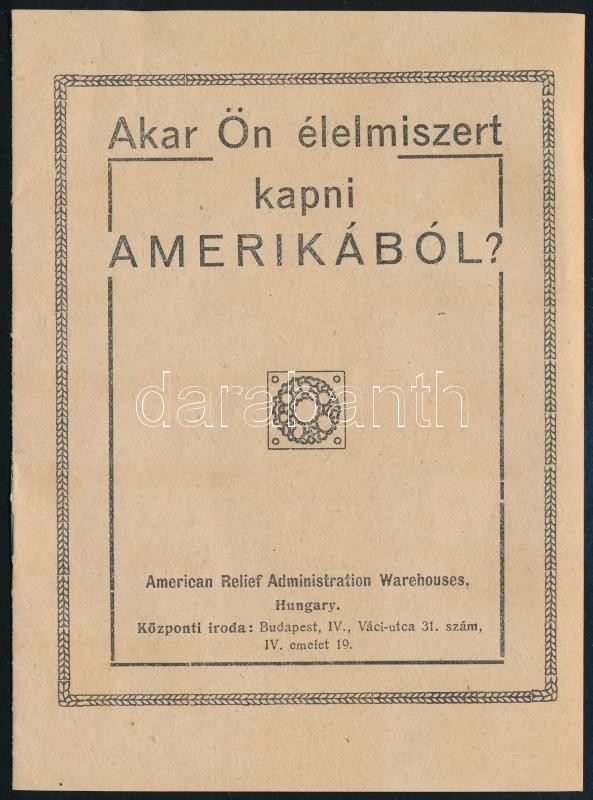 Akar Ön élelmiszert
kapni
AMERIKÁBÓL?
darabanth
American Relief Administration Warehouses,
Hungary.
Központi iroda: Budapest, IV., Váci-utca 31. szám,
IV. emelet 19.